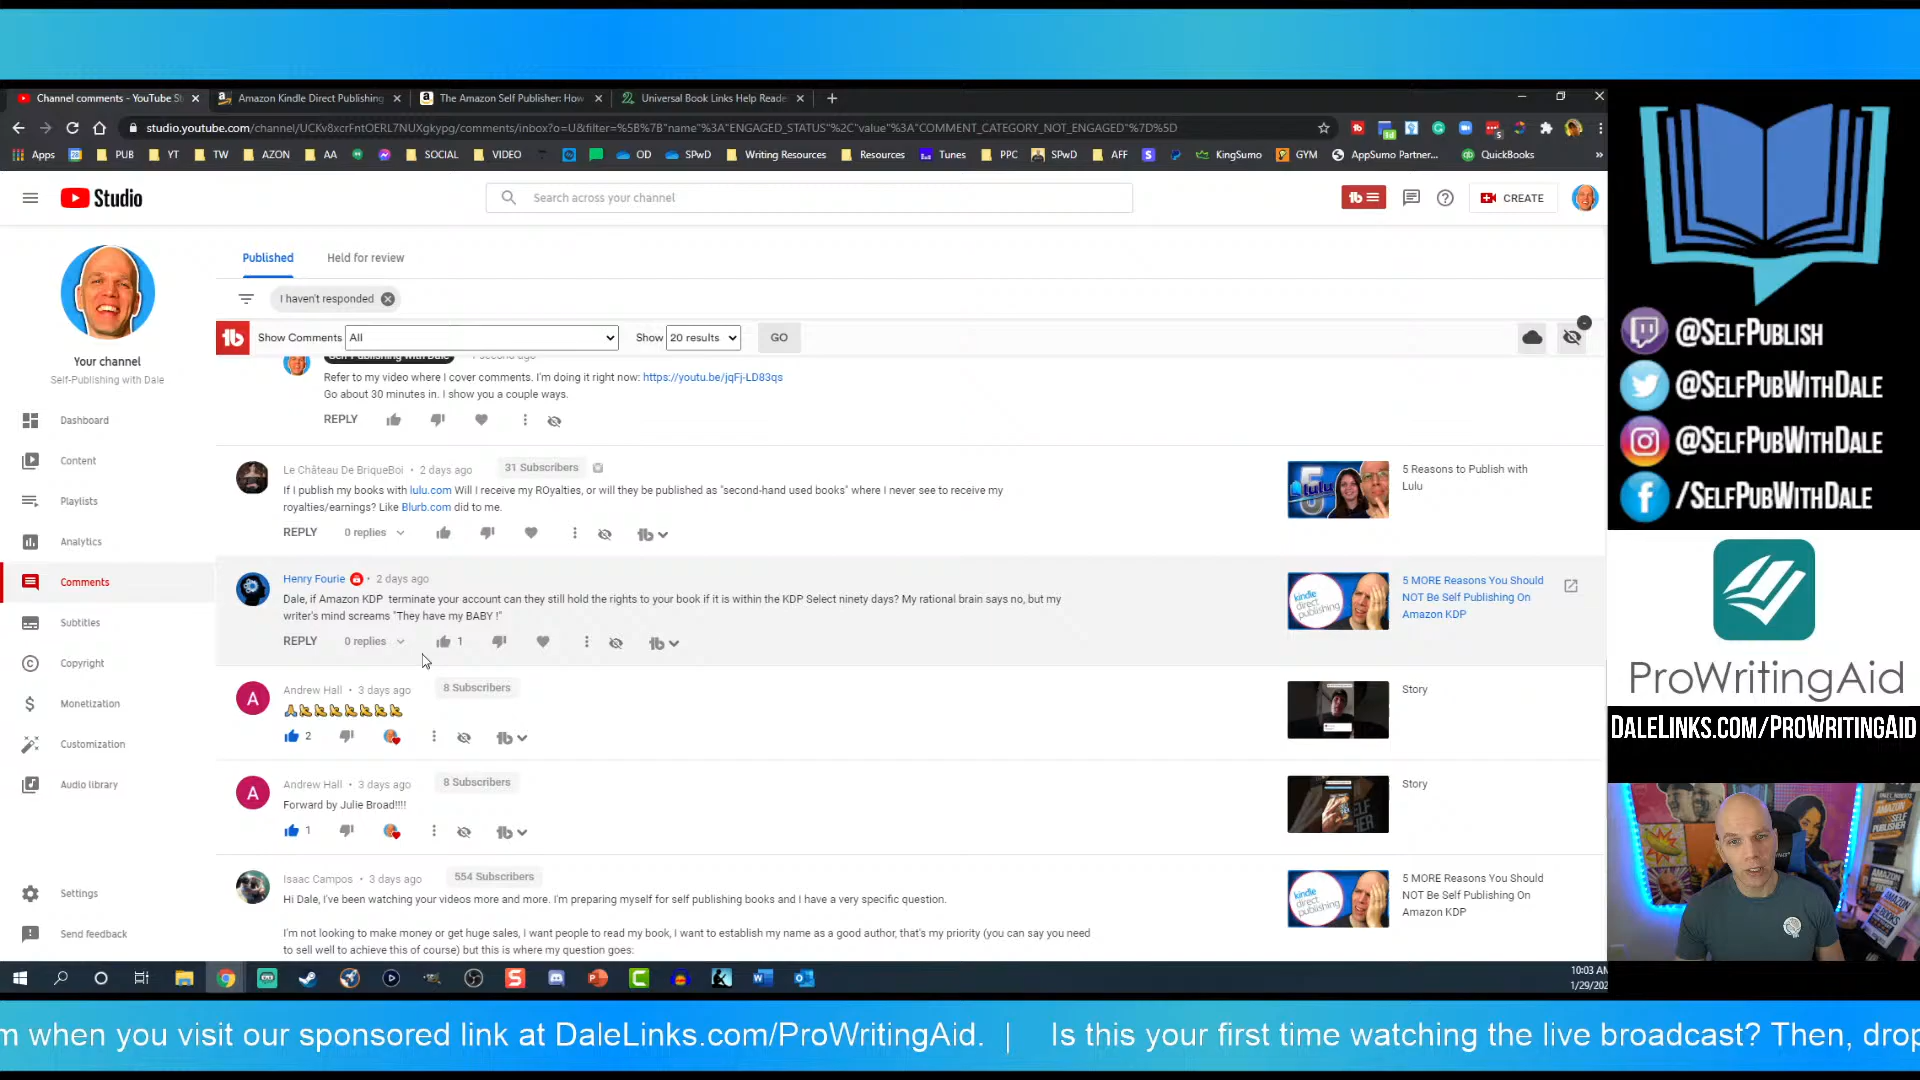 Channel comments - YouTube St
Amazon Kindle Direct Publishing
The Amazon Self Publisher: How
Universal Book Links Help Reade
studio.youtube.com/channel/UCKv8xcrFntOERL7NUXgkypg/comments/inbox?o=U&filter=%5B%7B"name"%3A"ENGAGED_STATUS"%2C"value"%3A"COMMENT_CATEGORY_NOT_ENGAGED"%7D%5D
Apps PUB YT TW AZON AA SOCIAL VIDEO OD SPwD Writing Resources Resources Tunes PPC SPwD AFF KingSumo GYM AppSumo Partner... QuickBooks »
Studio
Search across your channel
CREATE
Your channel
Self-Publishing with Dale
Dashboard
Content
Playlists
Analytics
Comments
Subtitles
Copyright
Monetization
Customization
Audio library
Settings
Send feedback
Published Held for review
I haven't responded
Show Comments All Show 20 results GO
Refer to my video where I cover comments. I'm doing it right now: https://youtu.be/jqFj-LD83qs
Go about 30 minutes in. I show you a couple ways.
REPLY
Le Château De BriqueBoi • 2 days ago 31 Subscribers
If I publish my books with lulu.com Will I receive my ROyalties, or will they be published as "second-hand used books" where I never see to receive my
royalties/earnings? Like Blurb.com did to me.
REPLY 0 replies
5 Reasons to Publish with
Lulu
Henry Fourie • 2 days ago
Dale, if Amazon KDP terminate your account can they still hold the rights to your book if it is within the KDP Select ninety days? My rational brain says no, but my
writer's mind screams "They have my BABY !"
REPLY 0 replies 1
kindle
direct
publishing
5 MORE Reasons You Should
NOT Be Self Publishing On
Amazon KDP
A
Andrew Hall • 3 days ago 8 Subscribers
2
Story
A
Andrew Hall • 3 days ago 8 Subscribers
Forward by Julie Broad!!!!
1
Story
Isaac Campos • 3 days ago 554 Subscribers
Hi Dale, I've been watching your videos more and more. I'm preparing myself for self publishing books and I have a very specific question.
I'm not looking to make money or get huge sales, I want people to read my book, I want to establish my name as a good author, that's my priority (you can say you need
to sell well to achieve this of course) but this is where my question goes:
kindle
direct
publishing
5 MORE Reasons You Should
NOT Be Self Publishing On
Amazon KDP
10:03 AM
1/29/202
@SELFPUBLISH
@SELFPUBWITHDALE
@SELFPUBWITHDALE
/SELFPUBWITHDALE
ProWritingAid
DALELINKS.COM/PROWRITINGAID
m when you visit our sponsored link at DaleLinks.com/ProWritingAid. | Is this your first time watching the live broadcast? Then, drop